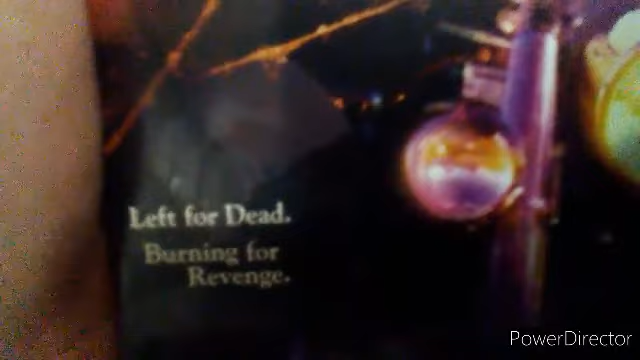 Left for Dead.
Burning for
Revenge.
PowerDirector